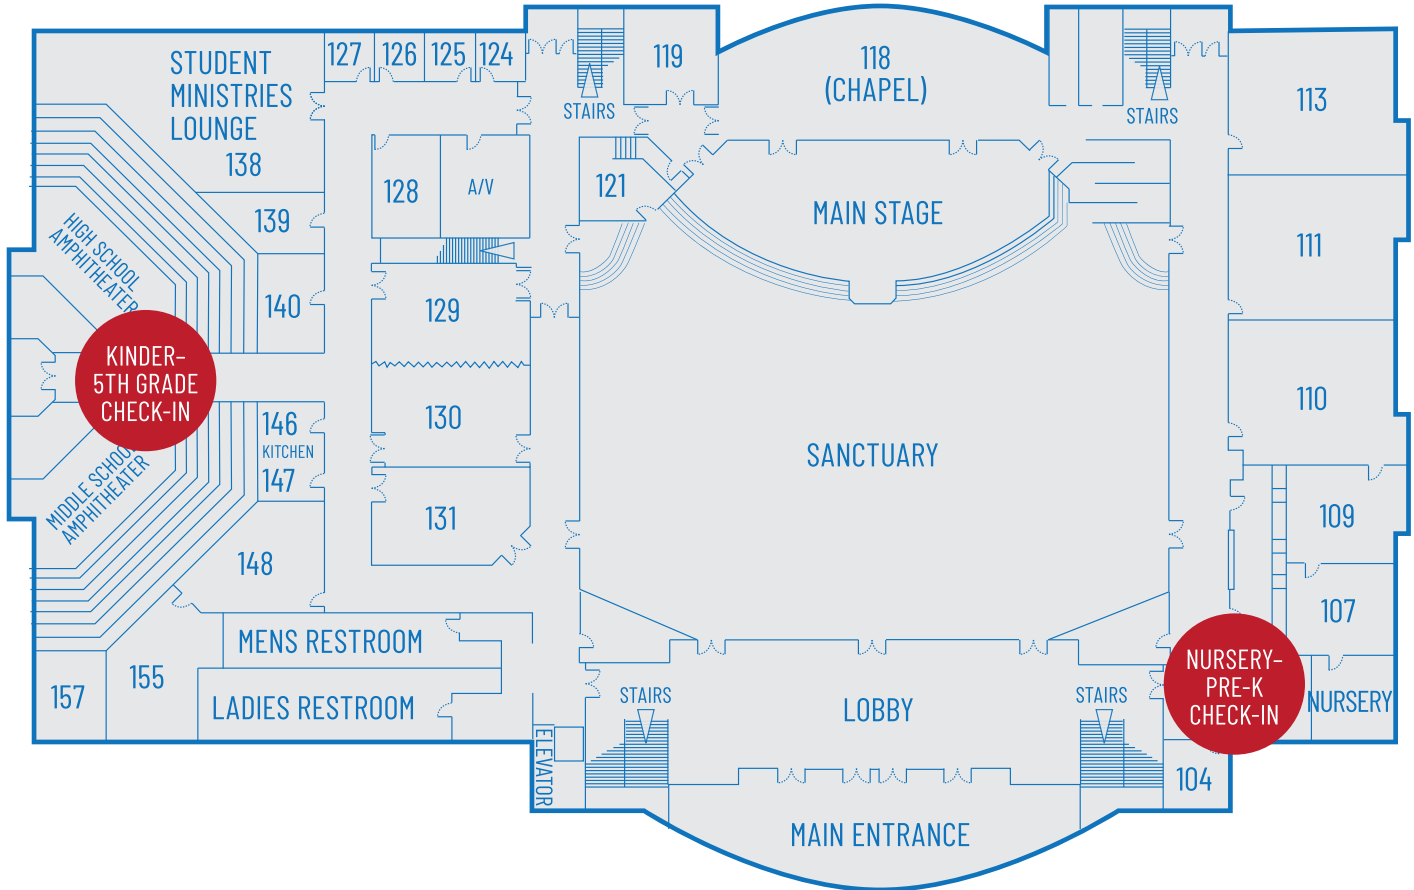 STUDENT
MINISTRIES
LOUNGE
138
127
126
125
124
STAIRS
119
118
(CHAPEL)
STAIRS
113
139
HIGH SCHOOL
AMPHITHEATER
140
128
A/V
121
MAIN STAGE
111
129
KINDER–
5TH GRADE
CHECK-IN
146
KITCHEN
147
130
SANCTUARY
110
MIDDLE SCHOOL
AMPHITHEATER
131
109
148
107
MENS RESTROOM
155
157
LADIES RESTROOM
STAIRS
LOBBY
STAIRS
NURSERY–
PRE-K
CHECK-IN
NURSERY
ELEVATOR
104
MAIN ENTRANCE